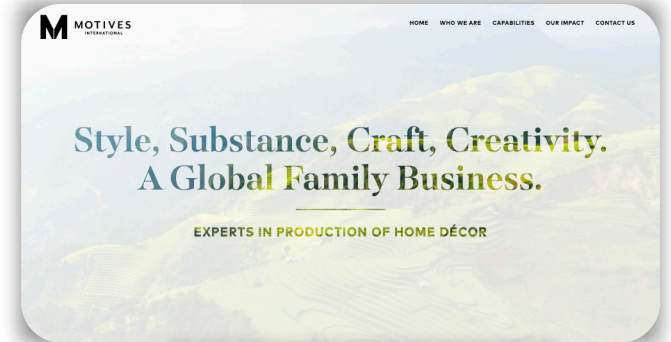 MOTIVES
INTERNATIONAL
HOME WHO WE ARE CAPABILITIES OUR IMPACT CONTACT US
Style, Substance, Craft, Creativity.
A Global Family Business.
EXPERTS IN PRODUCTION OF HOME DÉCOR